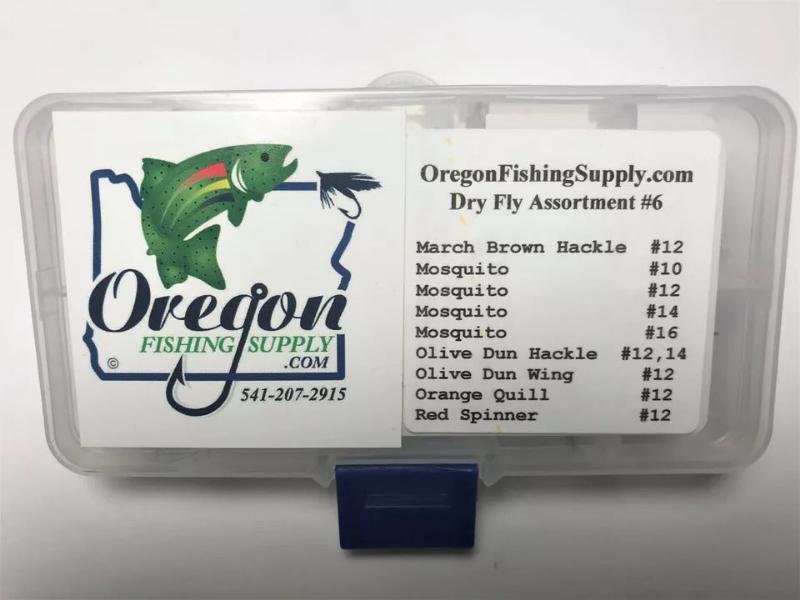 Oregon
FISHING SUPPLY
.COM
©
541-207-2915
OregonFishingSupply.com
Dry Fly Assortment #6
March Brown Hackle #12
Mosquito #10
Mosquito #12
Mosquito #14
Mosquito #16
Olive Dun Hackle #12,14
Olive Dun Wing #12
Orange Quill #12
Red Spinner #12